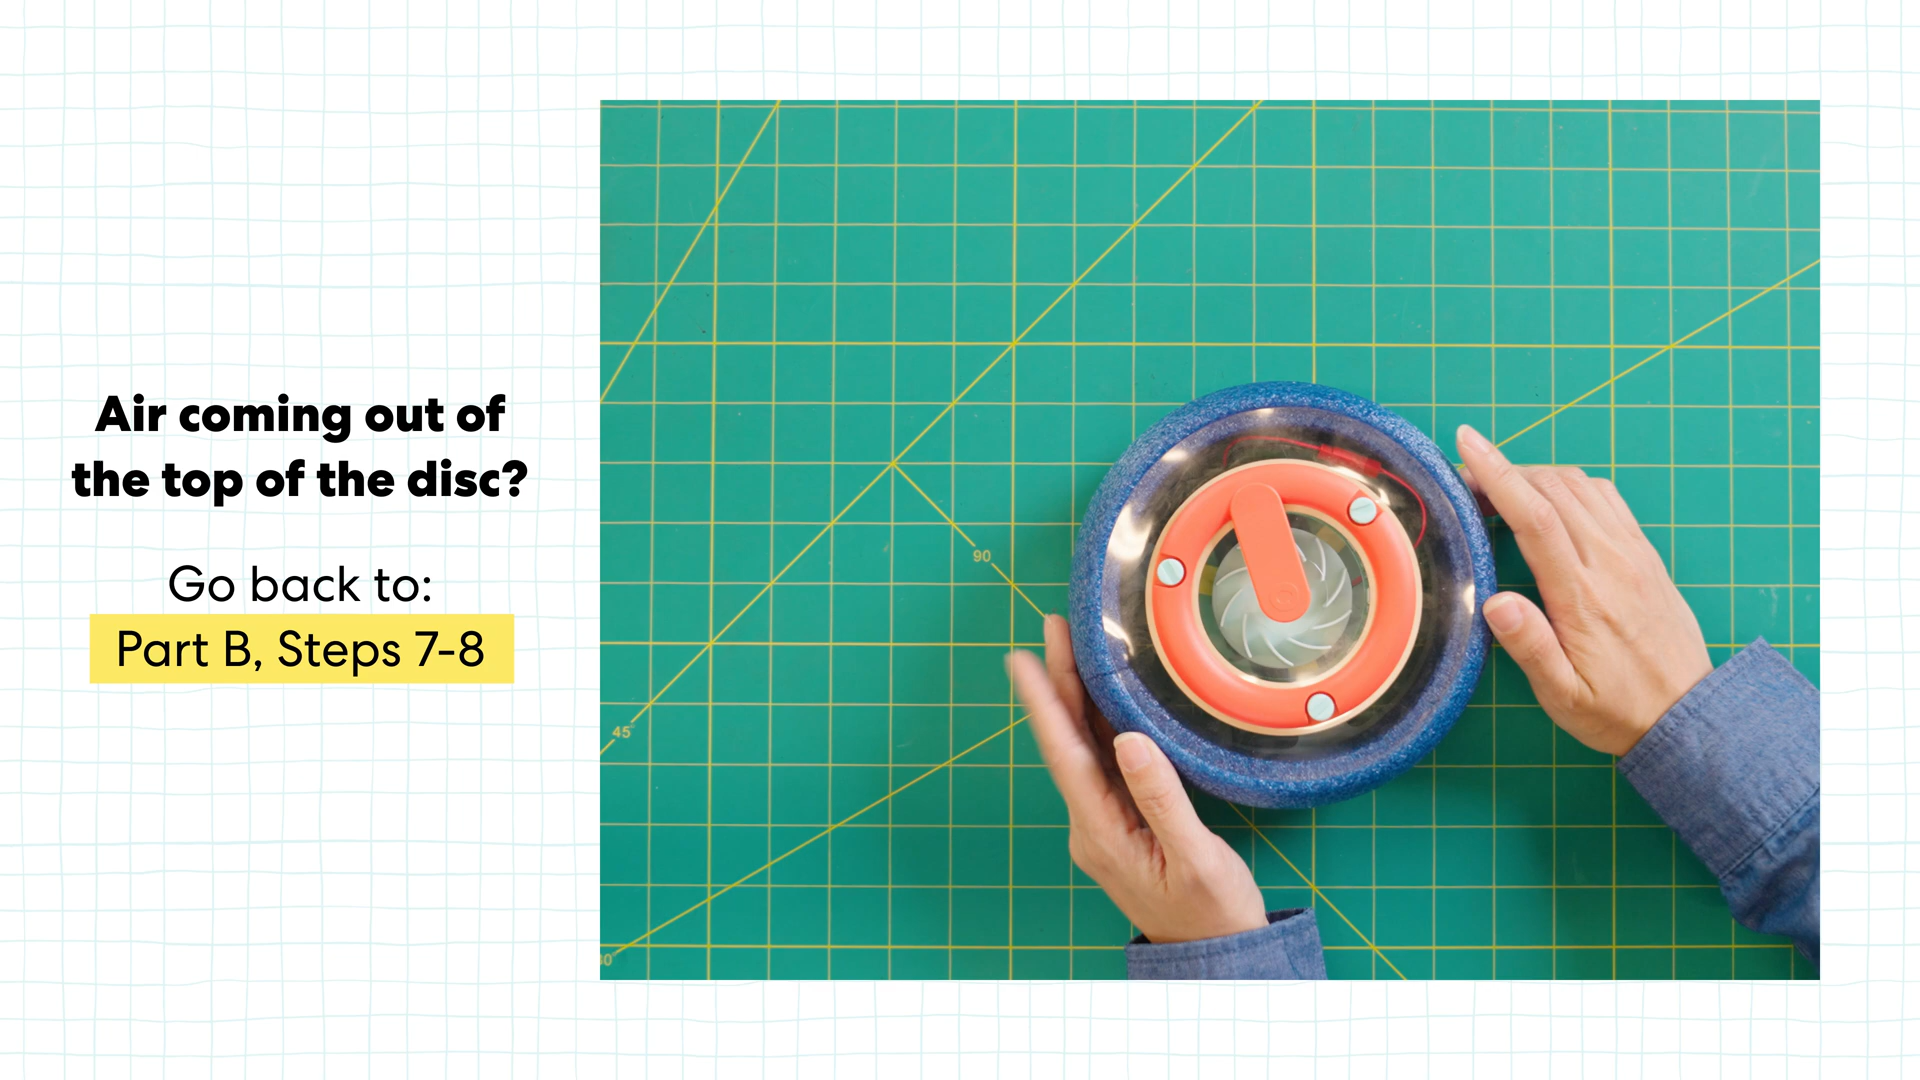 Air coming out of
the top of the disc?
Go back to:
Part B, Steps 7-8
90
45°